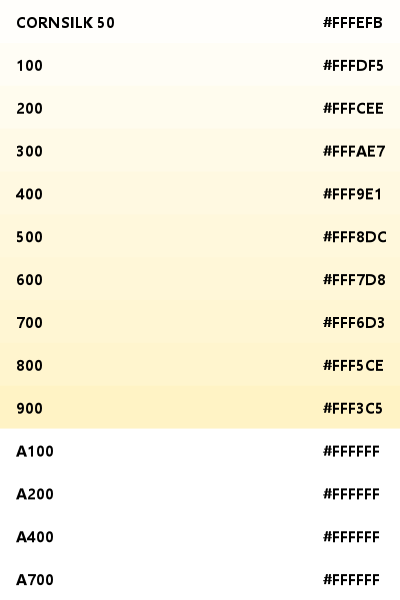 CORNSILK 50 #FFFEFB
100 #FFFDF5
200 #FFFCEE
300 #FFFAE7
400 #FFF9E1
500 #FFF8DC
600 #FFF7D8
700 #FFF6D3
800 #FFF5CE
900 #FFF3C5
A100 #FFFFFF
A200 #FFFFFF
A400 #FFFFFF
A700 #FFFFFF